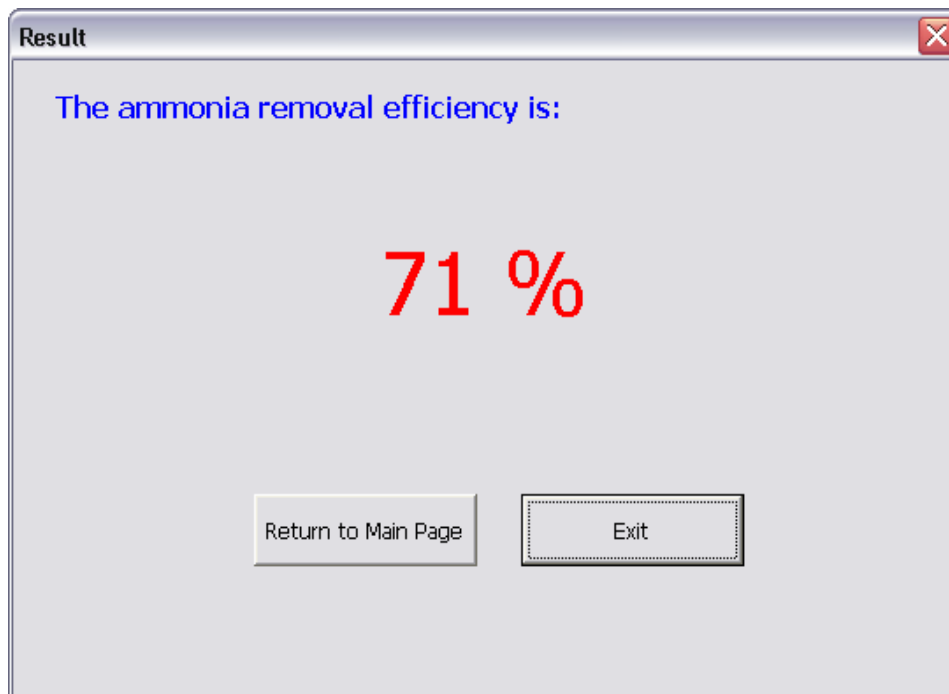 Result
The ammonia removal efficiency is:
71 %
Return to Main Page
Exit